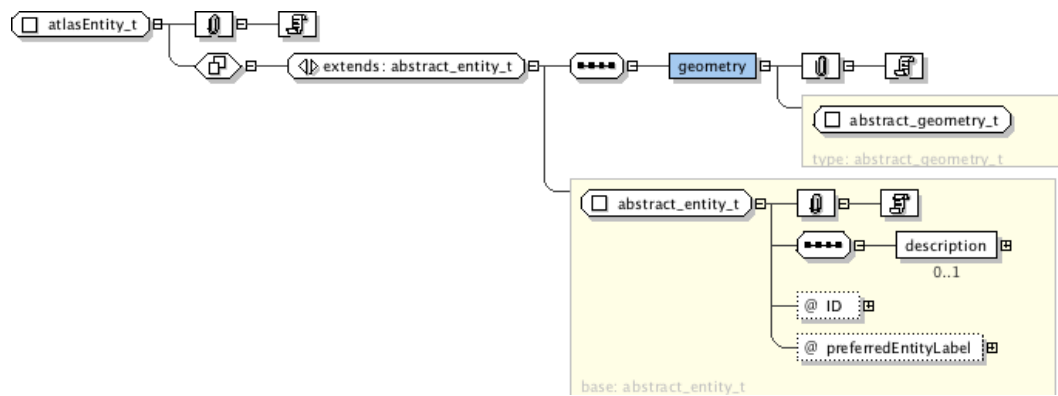 atlasEntity_t
extends: abstract_entity_t
geometry
abstract_geometry_t
type: abstract_geometry_t
abstract_entity_t
description
0..1
@ ID
@ preferredEntityLabel
base: abstract_entity_t